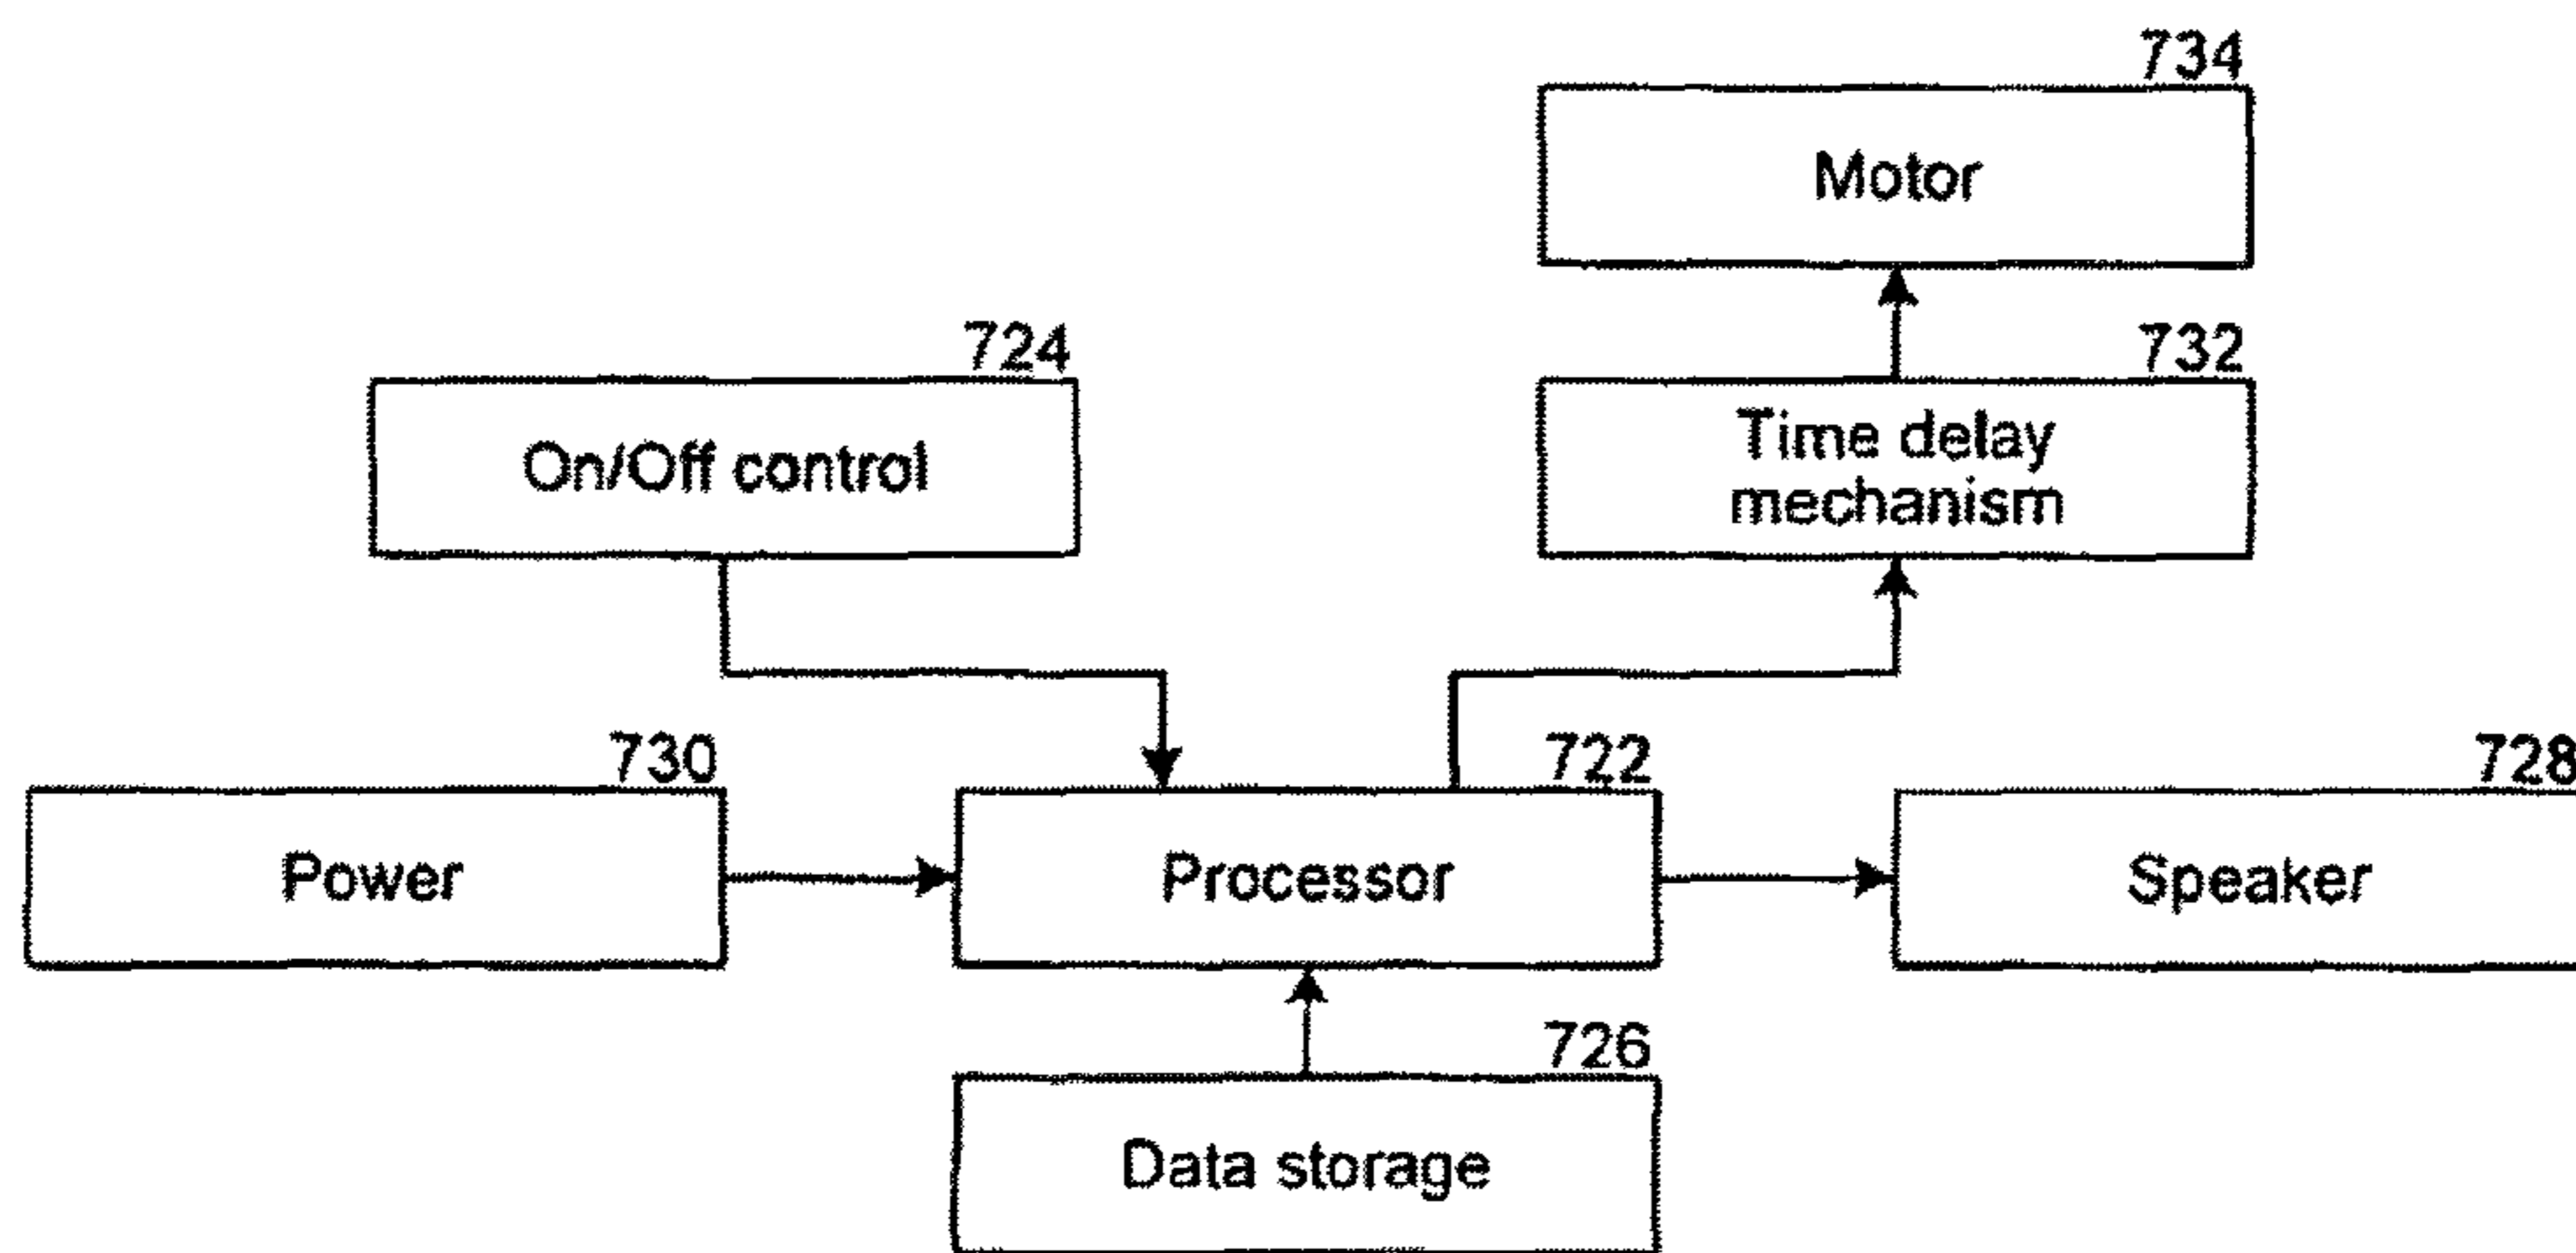 734
Motor
724
732
On/Off control
Time delay
mechanism
730
722
728
Power
Processor
Speaker
726
Data storage